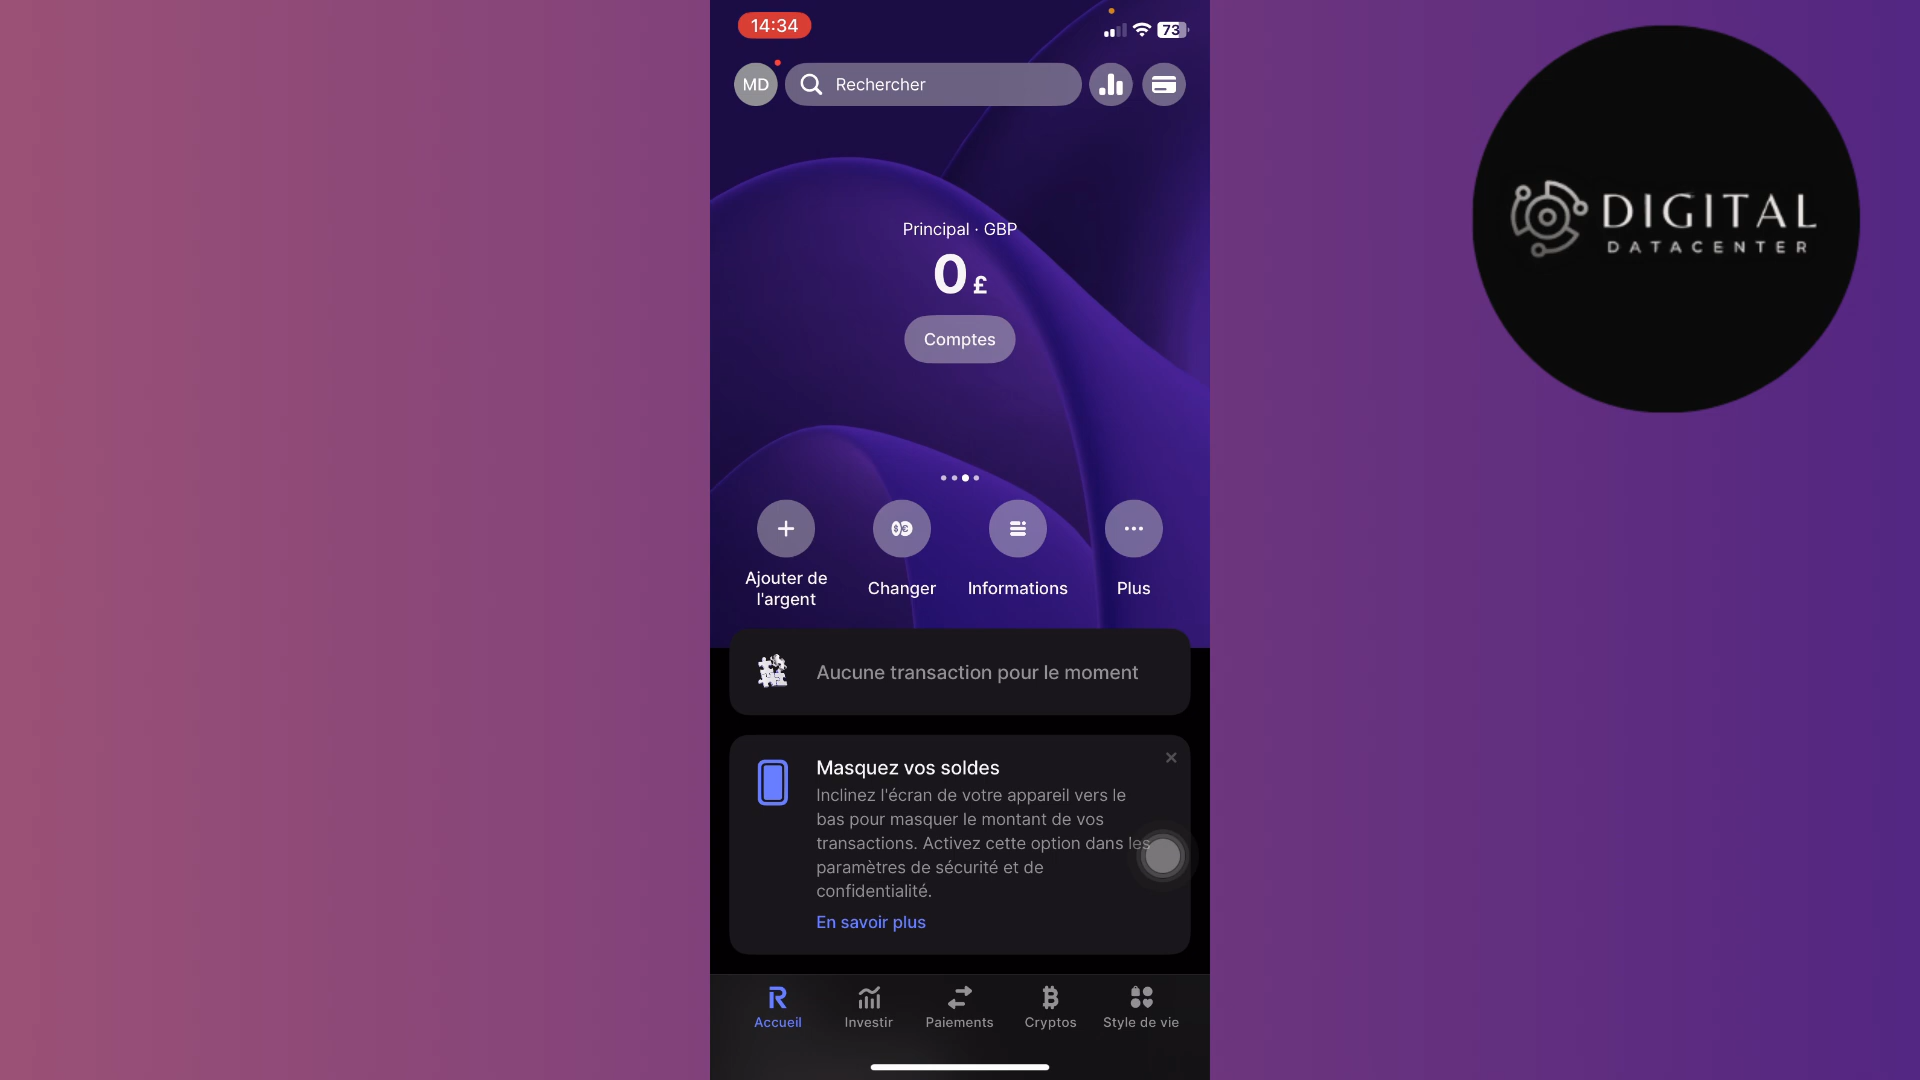 14:34
73
MD
Rechercher
DIGITAL
DATACENTER
Principal · GBP
0 £
Comptes
Ajouter de
l'argent
Changer
Informations
Plus
Aucune transaction pour le moment
Masquez vos soldes
Inclinez l'écran de votre appareil vers le
bas pour masquer le montant de vos
transactions. Activez cette option dans les
paramètres de sécurité et de
confidentialité.
En savoir plus
Accueil
Investir
Paiements
Cryptos
Style de vie